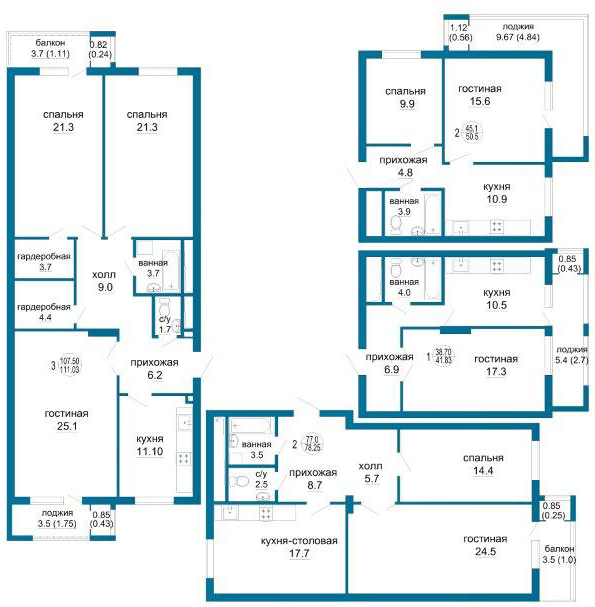 балкон
3.7 (1.11)
0.82
(0.24)
спальня
21.3
спальня
21.3
гардеробная
3.7
холл
9.0
ванная
3.7
гардеробная
4.4
с/у
1.7
3 107.50
111.03
прихожая
6.2
гостиная
25.1
кухня
11.10
лоджия
3.5 (1.75)
0.85
(0.43)
1.12
(0.56)
лоджия
9.67 (4.84)
спальня
9.9
гостиная
15.6
2 45.1
50.5
прихожая
4.8
ванная
3.9
кухня
10.9
ванная
4.0
кухня
10.5
0.85
(0.43)
прихожая
6.9
1 38.70
41.83
гостиная
17.3
лоджия
5.4 (2.7)
ванная
3.5
2 77.0
78.25
с/у
2.5
прихожая
8.7
холл
5.7
спальня
14.4
кухня-столовая
17.7
гостиная
24.5
0.85
(0.25)
балкон
3.5 (1.0)